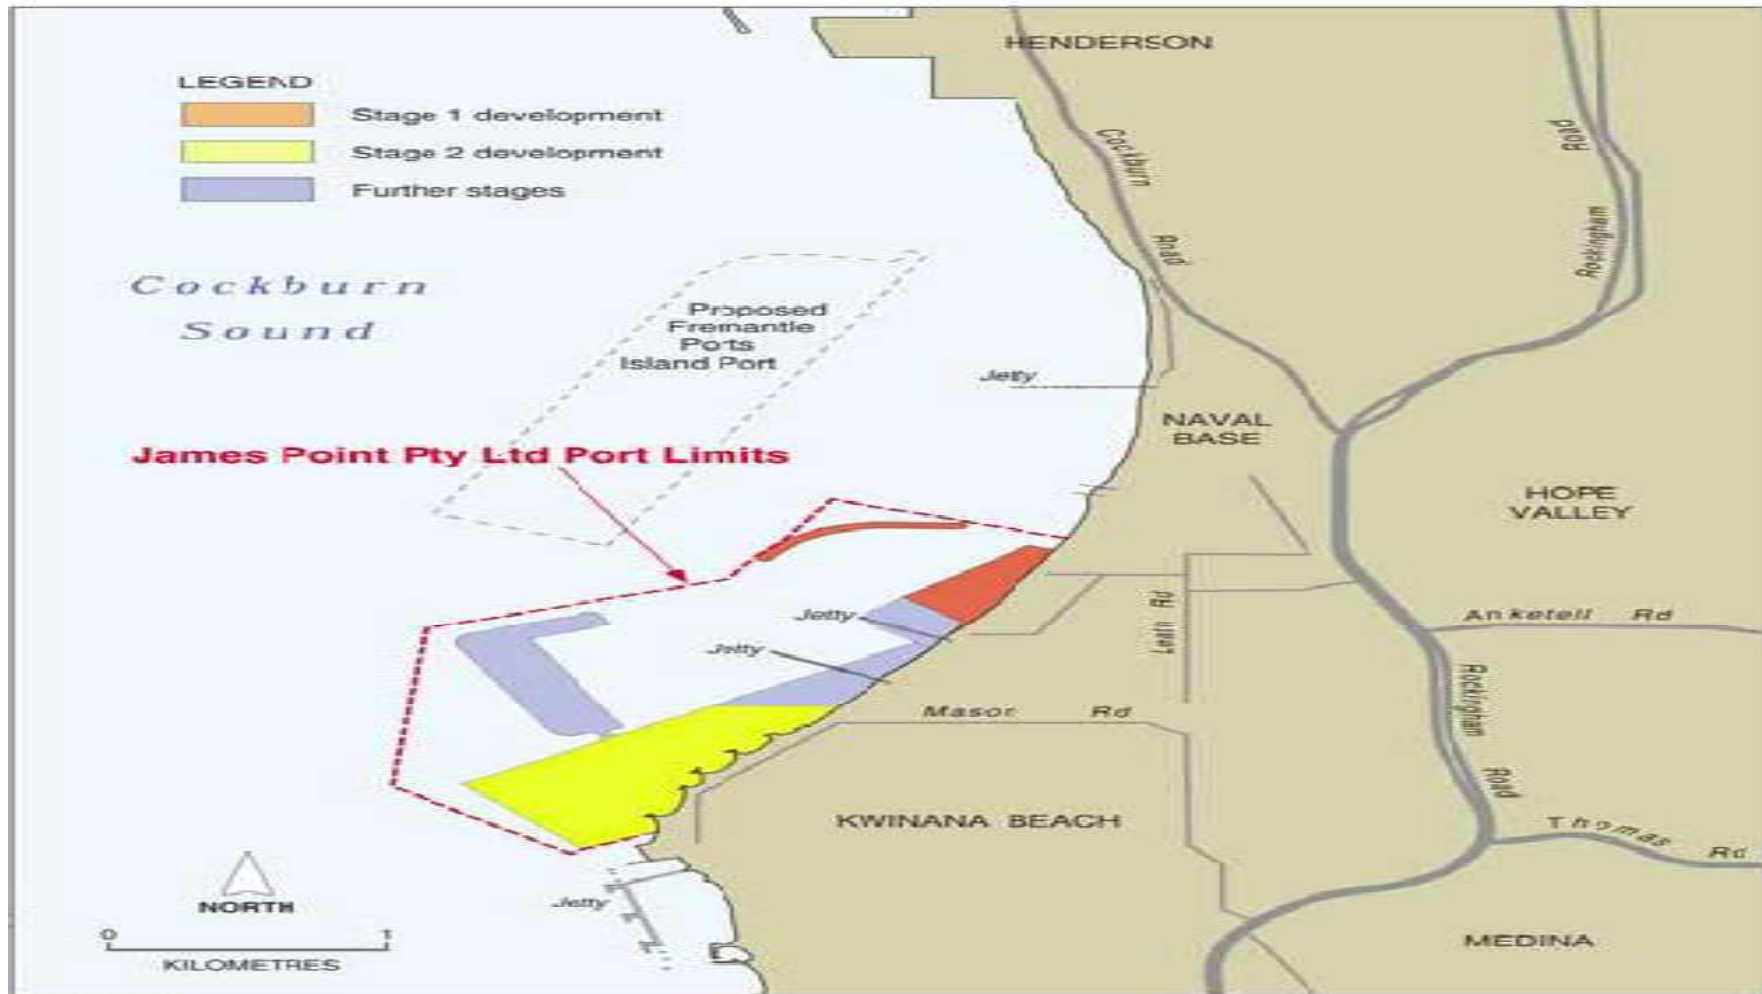 HENDERSON
LEGEND
Stage 1 development
Stage 2 development
Further stages
Cockburn
Road
Road
Rockingham
Cockburn
Sound
Proposed
Fremantle
Ports
Island Port
Jetty
NAVAL
BASE
James Point Pty Ltd Port Limits
HOPE
VALLEY
Jetty
Leath Rd
Anketell Rd
Jetty
Rockingham
Road
Mason Rd
KWINANA BEACH
Thomas Rd
NORTH
Jetty
0 1
KILOMETRES
MEDINA